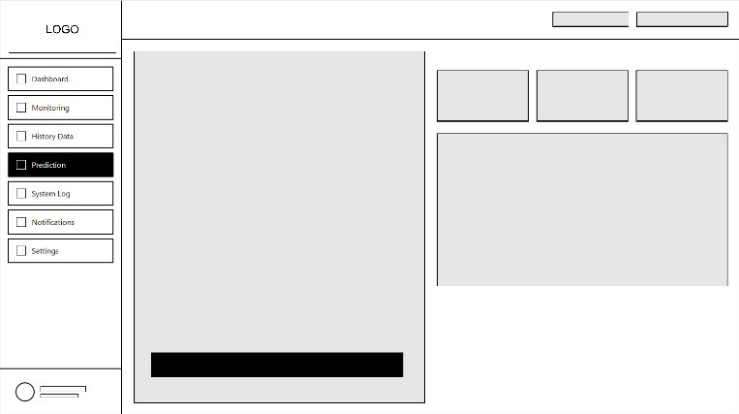 LOGO
Dashboard
Monitoring
History Data
Prediction
System Log
Notifications
Settings